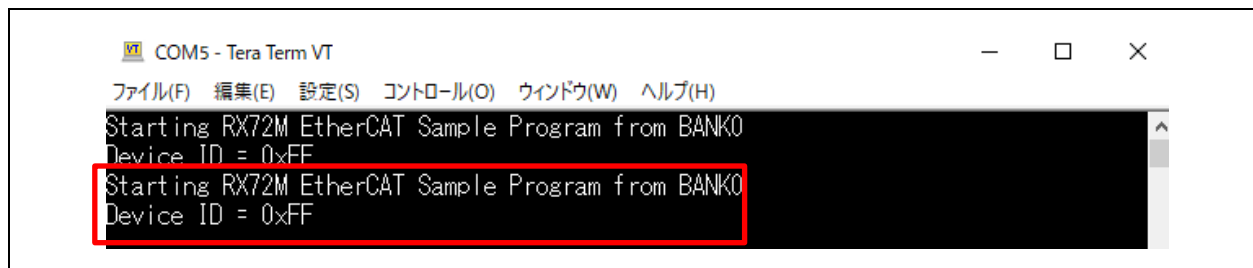 COM5 - Tera Term VT
ファイル(F) 編集(E) 設定(S) コントロール(O) ウィンドウ(W) ヘルプ(H)
Starting RX72M EtherCAT Sample Program from BANK0
Device ID = 0xFF
Starting RX72M EtherCAT Sample Program from BANK0
Device ID = 0xFF